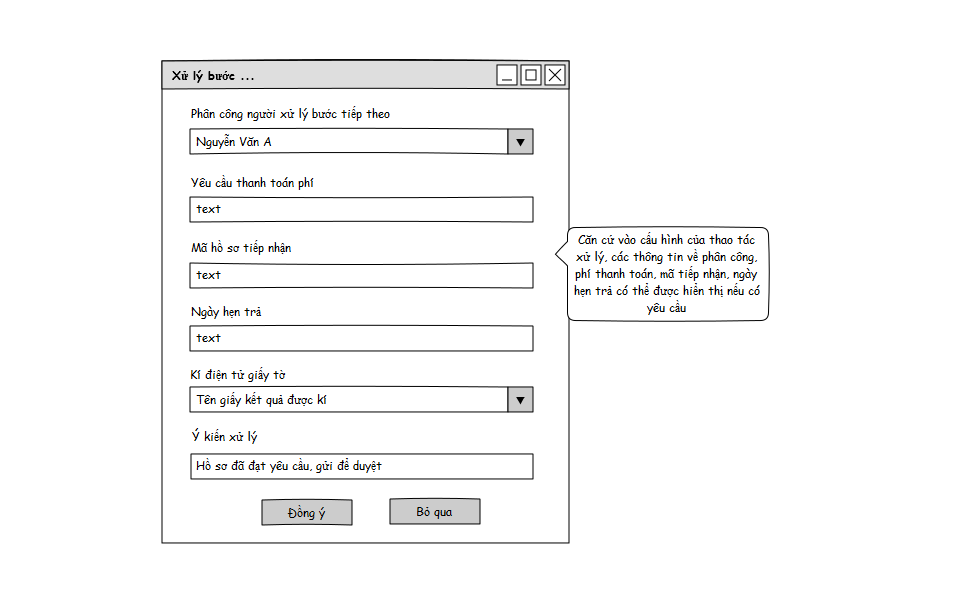 Xử lý bước ...
Phân công người xử lý bước tiếp theo
Nguyễn Văn A
Yêu cầu thanh toán phí
text
Mã hồ sơ tiếp nhận
text
Ngày hẹn trả
text
Kí điện tử giấy tờ
Tên giấy kết quả được kí
Ý kiến xử lý
Hồ sơ đã đạt yêu cầu, gửi để duyệt
Đồng ý
Bỏ qua
Căn cứ vào cấu hình của thao tác
xử lý, các thông tin về phân công,
phí thanh toán, mã tiếp nhận, ngày
hẹn trả có thể được hiển thị nếu có
yêu cầu